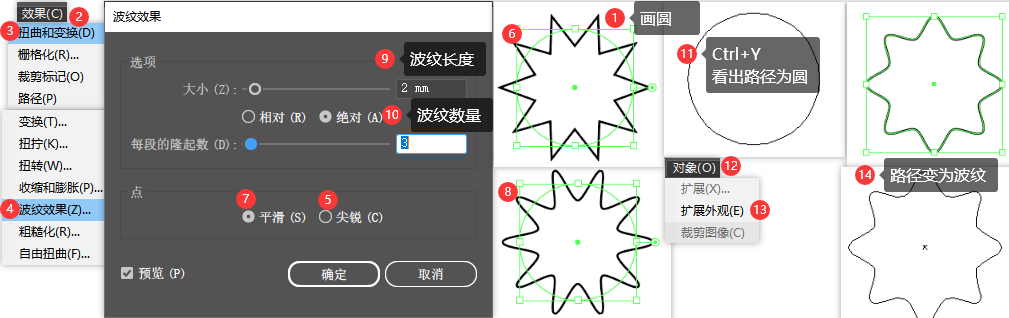 效果(C)
2
3
扭曲和变换(D)
栅格化(R)...
裁剪标记(O)
路径(P)
变换(T)...
扭拧(K)...
扭转(W)...
收缩和膨胀(P)...
4
波纹效果(Z)...
粗糙化(R)...
自由扭曲(F)...
波纹效果
选项
9
波纹长度
大小 (Z) :
2 mm
相对 (R)
绝对 (A)
10
波纹数量
每段的隆起数 (D) :
3
点
7
平滑 (S)
5
尖锐 (C)
预览 (P)
确定
取消
1
画圆
6
8
11
Ctrl+Y
看出路径为圆
对象(O)
12
扩展(X)...
扩展外观(E)
13
裁剪图像(C)
14
路径变为波纹